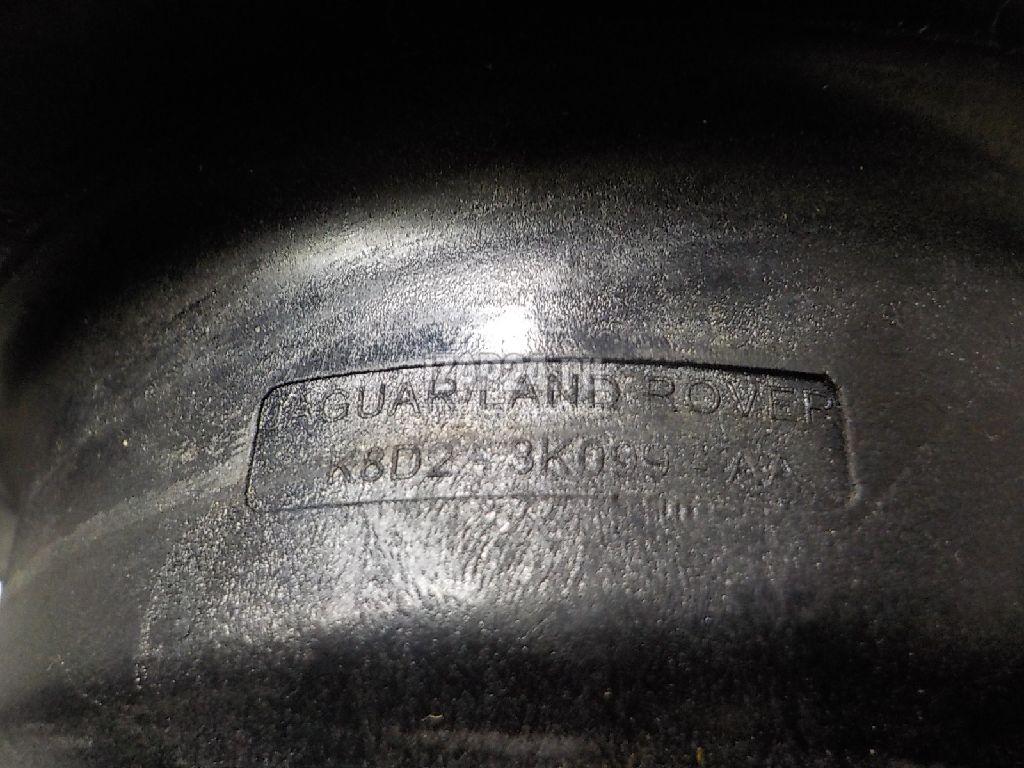 JAGUAR LAND ROVER
K8D2 - 3K099 - AA